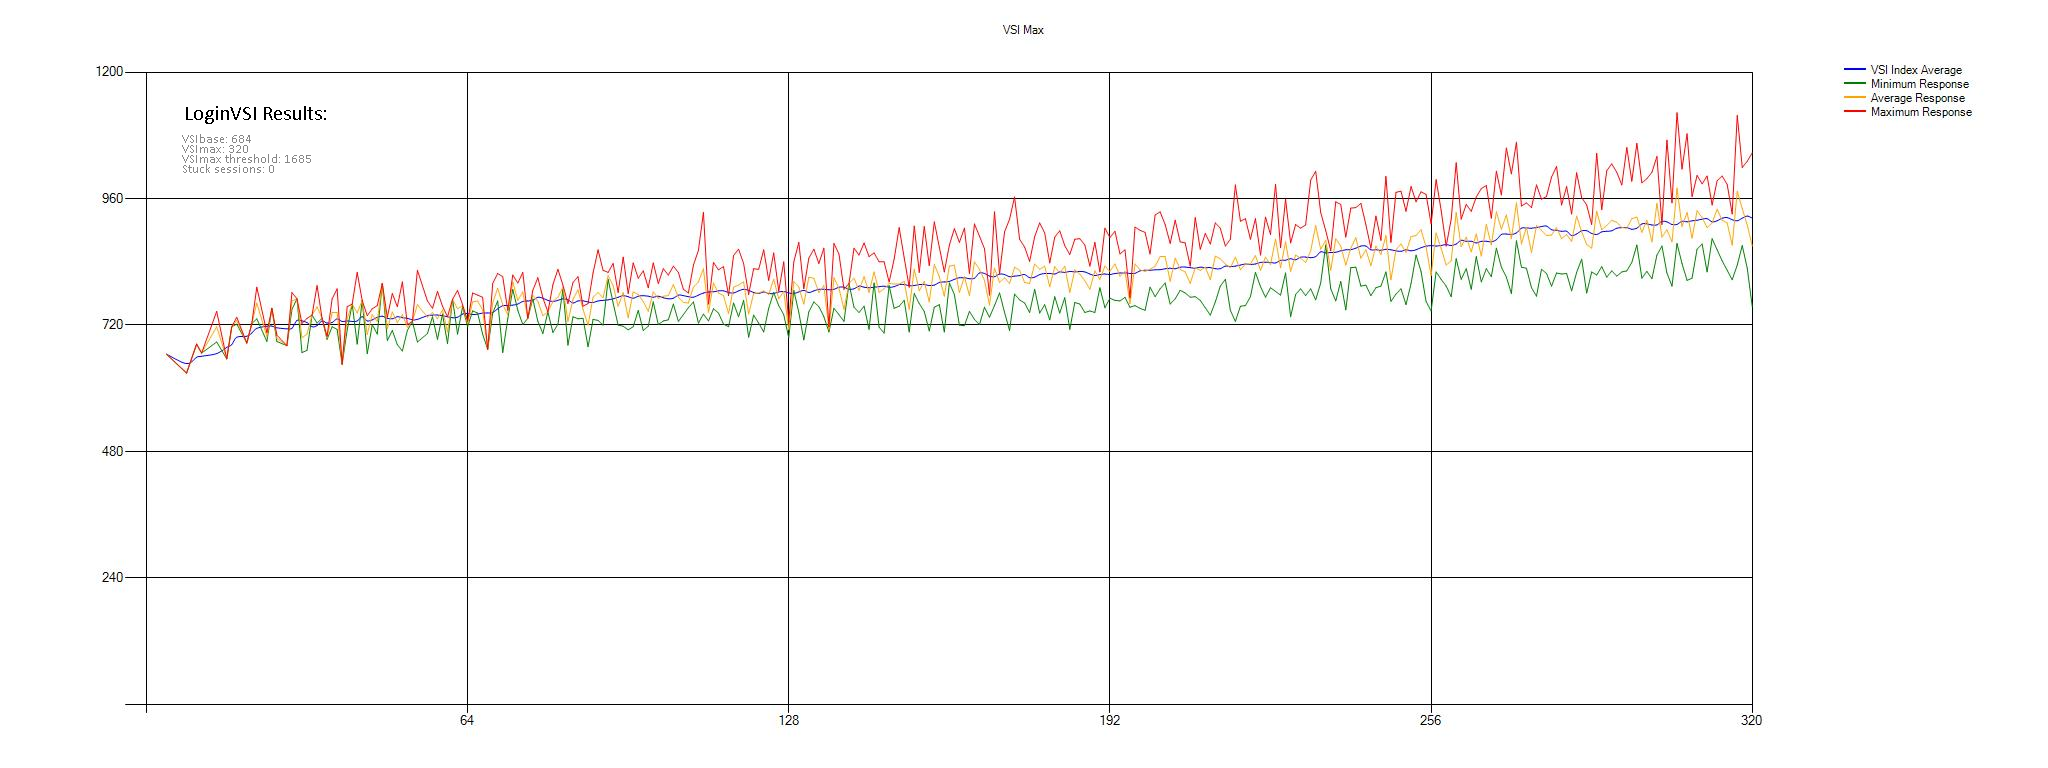 VSI Max
1200
960
720
480
240
64
128
192
256
320
LoginVSI Results:
VSIbase: 684
VSImax: 320
VSImax threshold: 1685
Stuck sessions: 0
VSI Index Average
Minimum Response
Average Response
Maximum Response